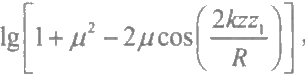 lg[1 + μ² − 2μ cos(2kzz₁/R)],